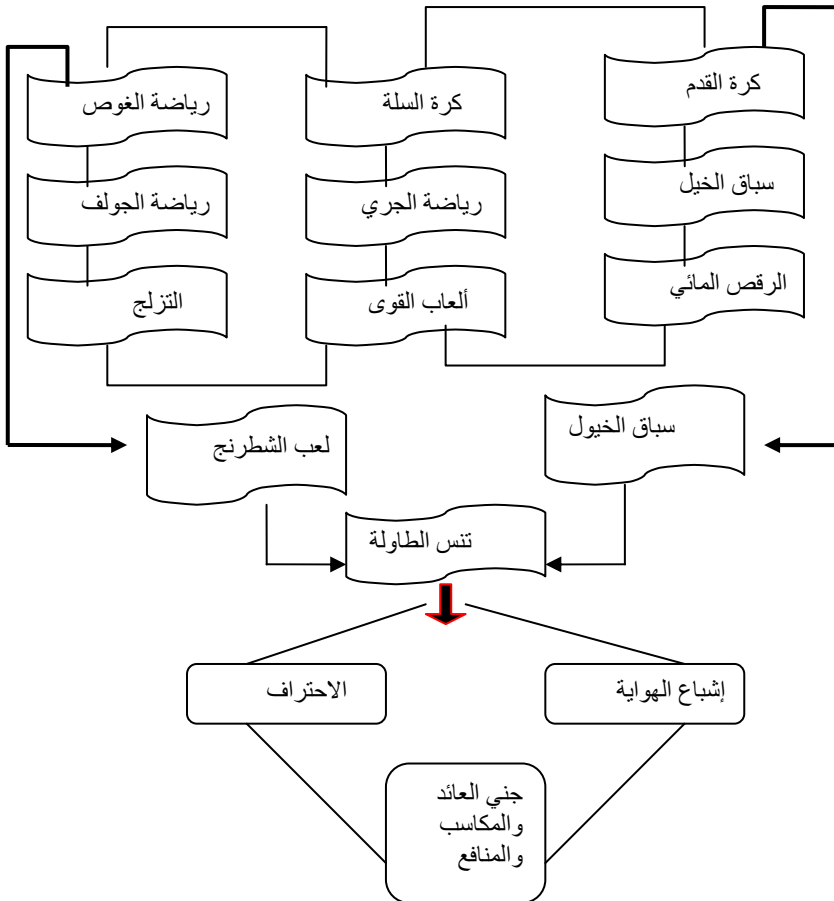 كرة القدم
كرة السلة
رياضة الغوص
سباق الخيل
رياضة الجري
رياضة الجولف
الرقص المائي
ألعاب القوى
التزلج
سباق الخيول
لعب الشطرنج
تنس الطاولة
إشباع الهواية
الاحتراف
جني العائد
والمكاسب
والمنافع